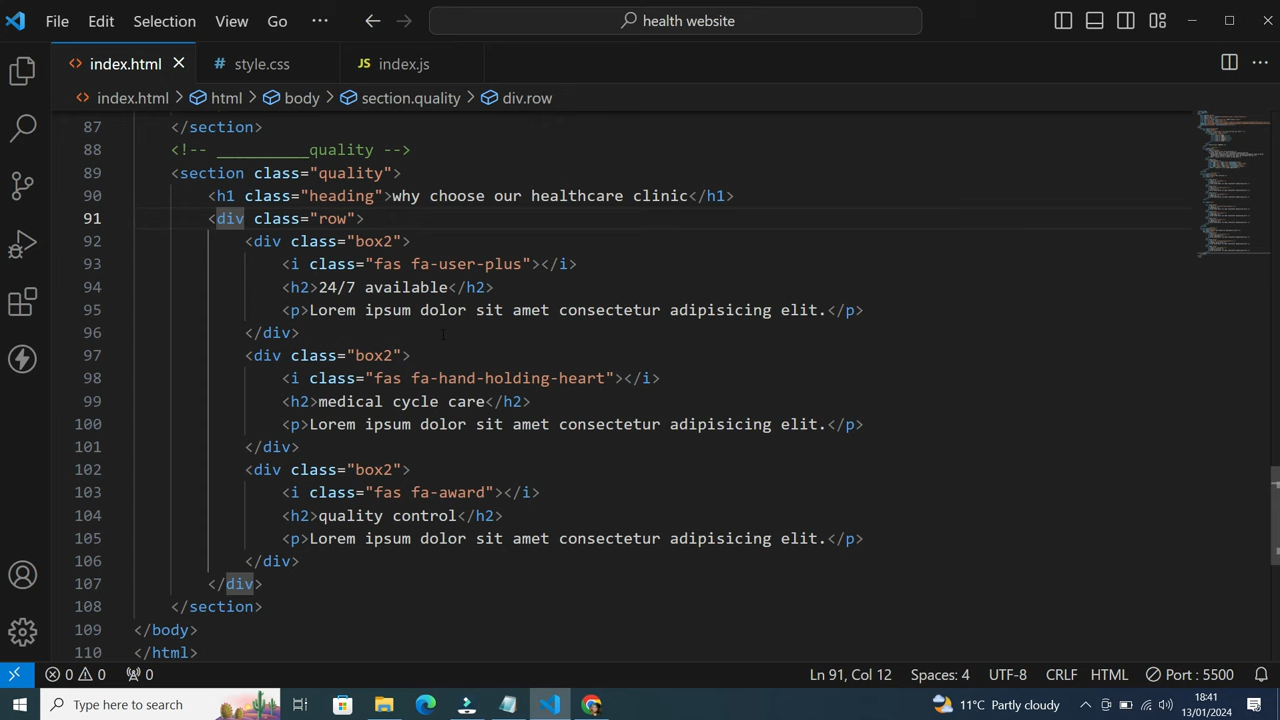 File Edit Selection View Go ··· health website
index.html style.css JS index.js
index.html > html > body > section.quality > div.row
87 </section>
88 <!-- __________quality -->
89 <section class="quality">
90 <h1 class="heading">why choose our healthcare clinic</h1>
91 <div class="row">
92 <div class="box2">
93 <i class="fas fa-user-plus"></i>
94 <h2>24/7 available</h2>
95 <p>Lorem ipsum dolor sit amet consectetur adipisicing elit.</p>
96 </div>
97 <div class="box2">
98 <i class="fas fa-hand-holding-heart"></i>
99 <h2>medical cycle care</h2>
100 <p>Lorem ipsum dolor sit amet consectetur adipisicing elit.</p>
101 </div>
102 <div class="box2">
103 <i class="fas fa-award"></i>
104 <h2>quality control</h2>
105 <p>Lorem ipsum dolor sit amet consectetur adipisicing elit.</p>
106 </div>
107 </div>
108 </section>
109 </body>
110 </html>
0 0 0 Ln 91, Col 12 Spaces: 4 UTF-8 CRLF HTML Port : 5500
Type here to search 11°C Partly cloudy 18:41
13/01/2024